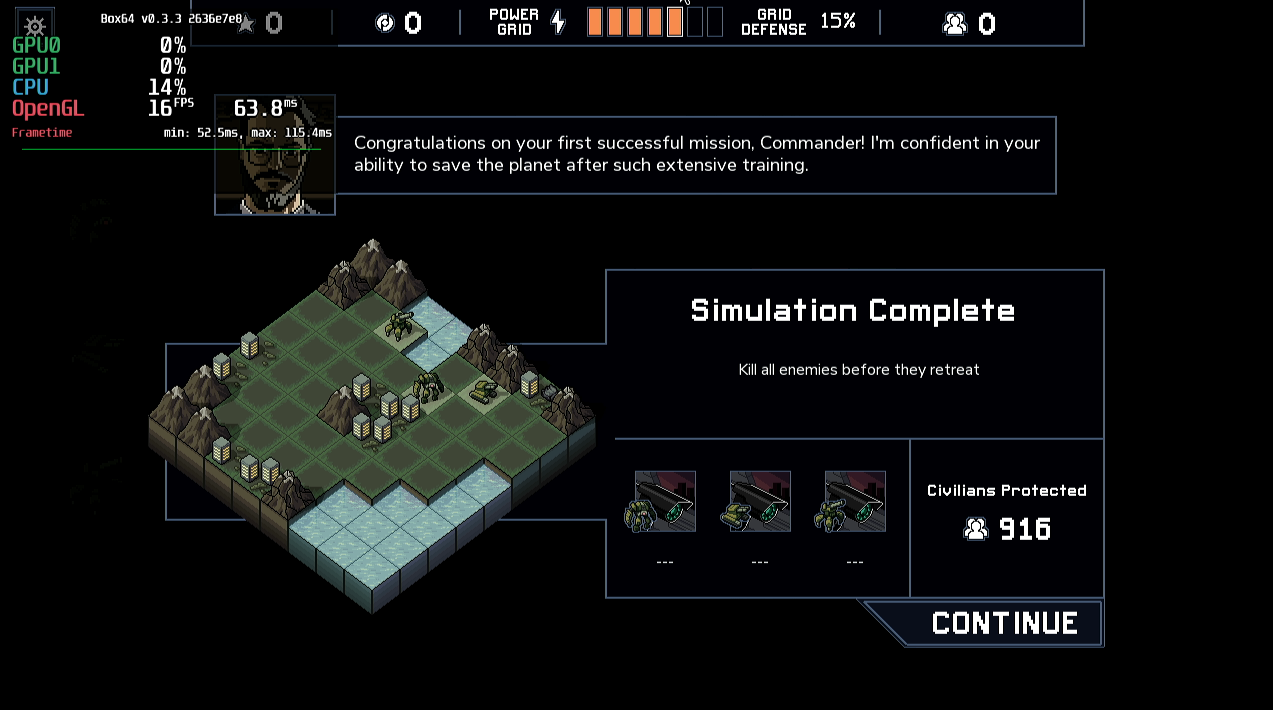 Box64 v0.3.3 2636e7e8
0
0
POWER
GRID
GRID
DEFENSE
15%
0
GPU0 0%
GPU1 0%
CPU 14%
OpenGL 16 FPS 63.8ms
Frametime min: 52.5ms, max: 115.4ms
Congratulations on your first successful mission, Commander! I'm confident in your
ability to save the planet after such extensive training.
Simulation Complete
Kill all enemies before they retreat
--- --- ---
Civilians Protected
916
CONTINUE